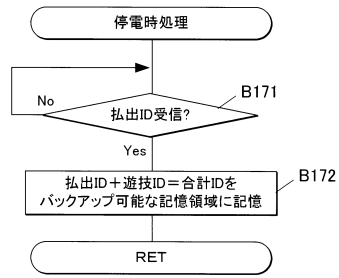 停電時処理
No
払出ID受信?
B171
Yes
払出ID+遊技ID=合計IDを
バックアップ可能な記憶領域に記憶
B172
RET